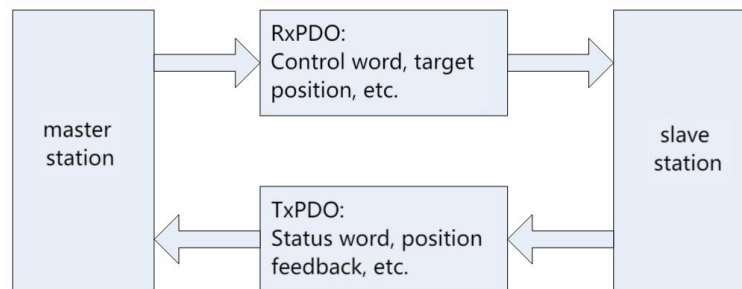 master
station
RxPDO:
Control word, target
position, etc.
slave
station
TxPDO:
Status word, position
feedback, etc.